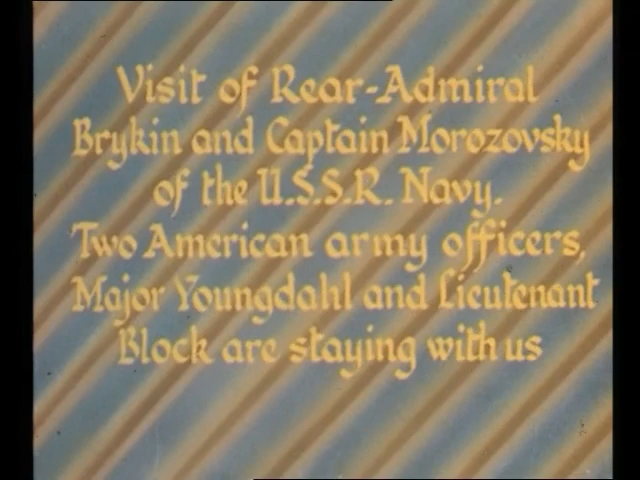 Visit of Rear-Admiral
Brykin and Captain Morozovsky
of the U.S.S.R. Navy.
Two American army officers,
Major Youngdahl and Lieutenant
Block are staying with us